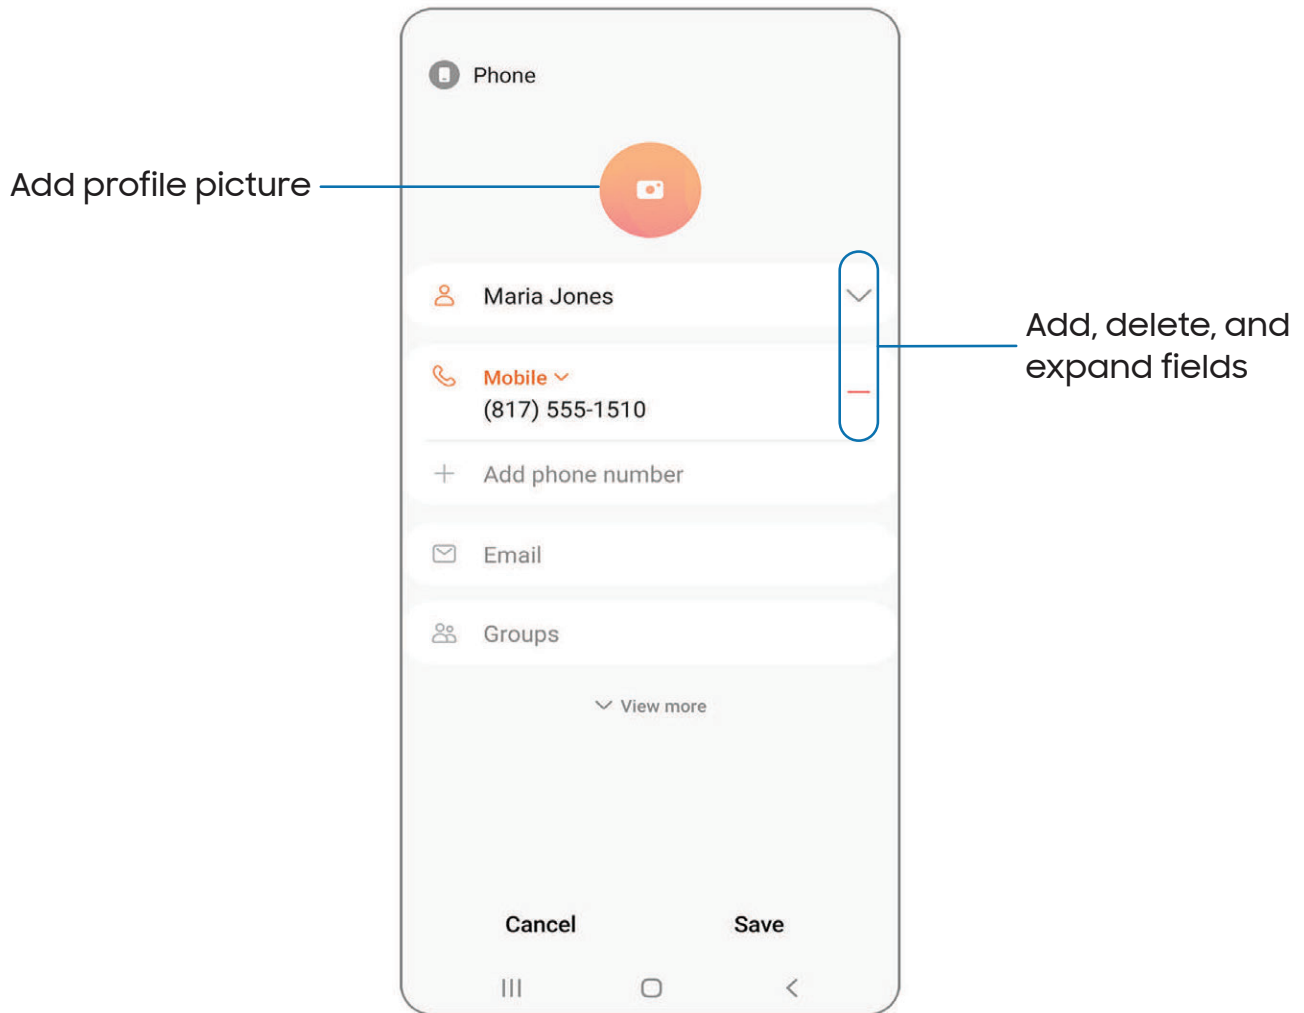 Phone
Add profile picture
Maria Jones
Add, delete, and
expand fields
Mobile
(817) 555-1510
Add phone number
Email
Groups
View more
Cancel
Save